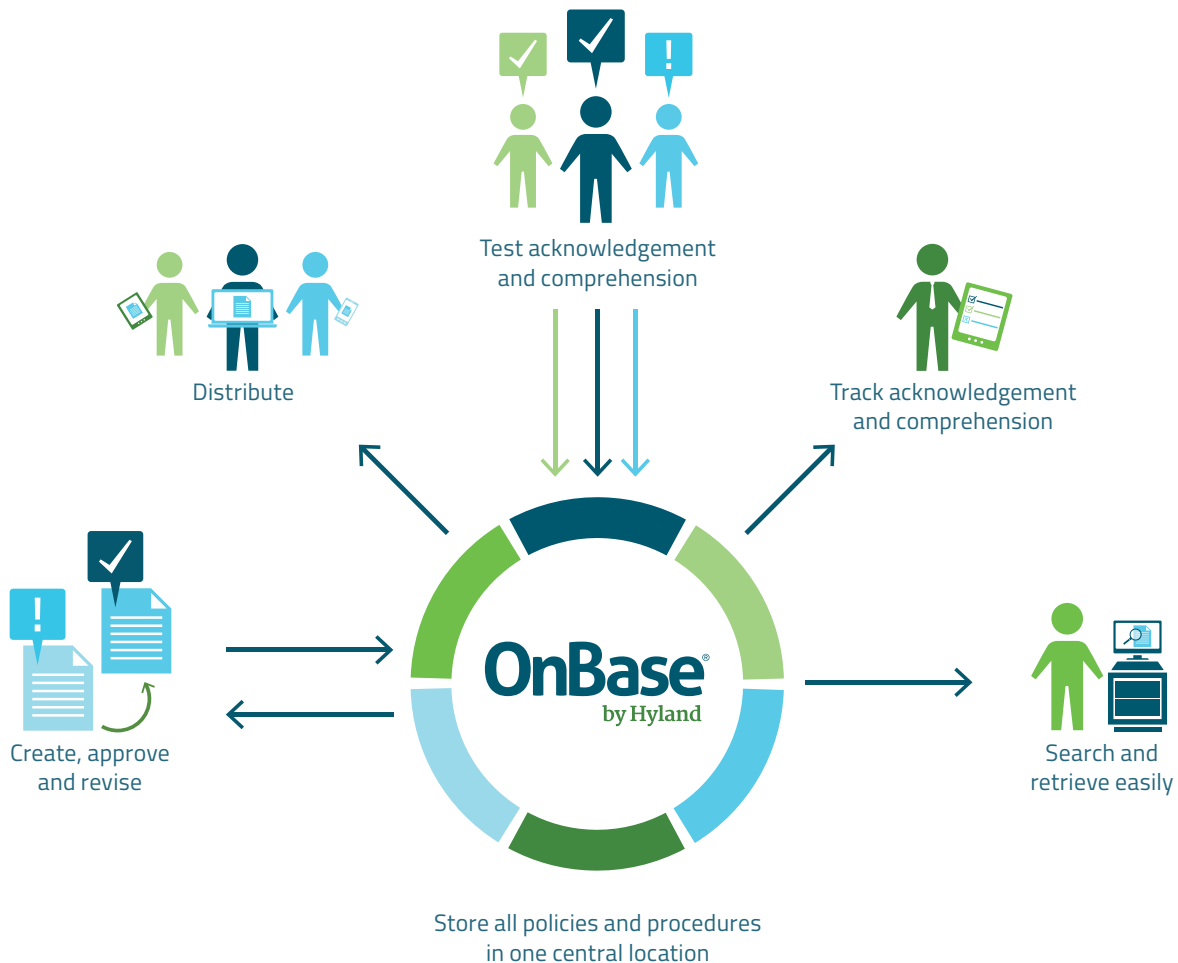 Test acknowledgement
and comprehension
Distribute
Track acknowledgement
and comprehension
Create, approve
and revise
OnBase®
by Hyland
Search and
retrieve easily
Store all policies and procedures
in one central location